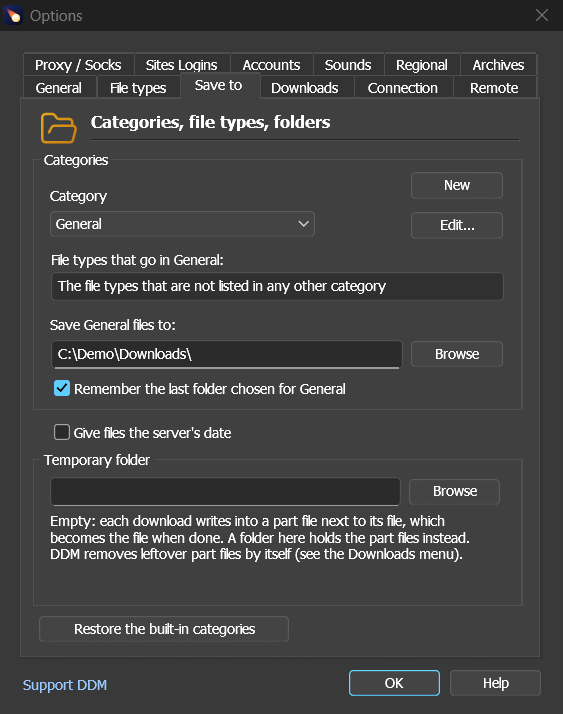 Options
Proxy / Socks
Sites Logins
Accounts
Sounds
Regional
Archives
General
File types
Save to
Downloads
Connection
Remote
Categories, file types, folders
Categories
New
Category
General
Edit...
File types that go in General:
The file types that are not listed in any other category
Save General files to:
C:\Demo\Downloads\
Browse
Remember the last folder chosen for General
Give files the server's date
Temporary folder
Browse
Empty: each download writes into a part file next to its file, which
becomes the file when done. A folder here holds the part files instead.
DDM removes leftover part files by itself (see the Downloads menu).
Restore the built-in categories
Support DDM
OK
Help